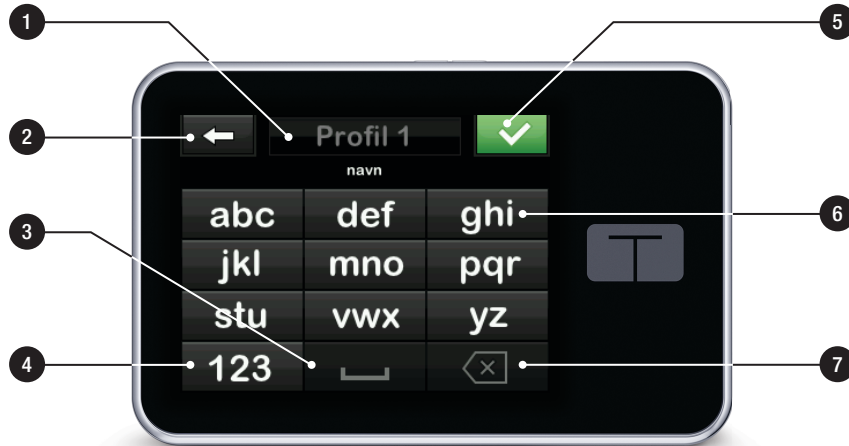 1
5
2
Profil 1
navn
abc def ghi
6
3
jkl mno pqr
stu vwx yz
4
123
7